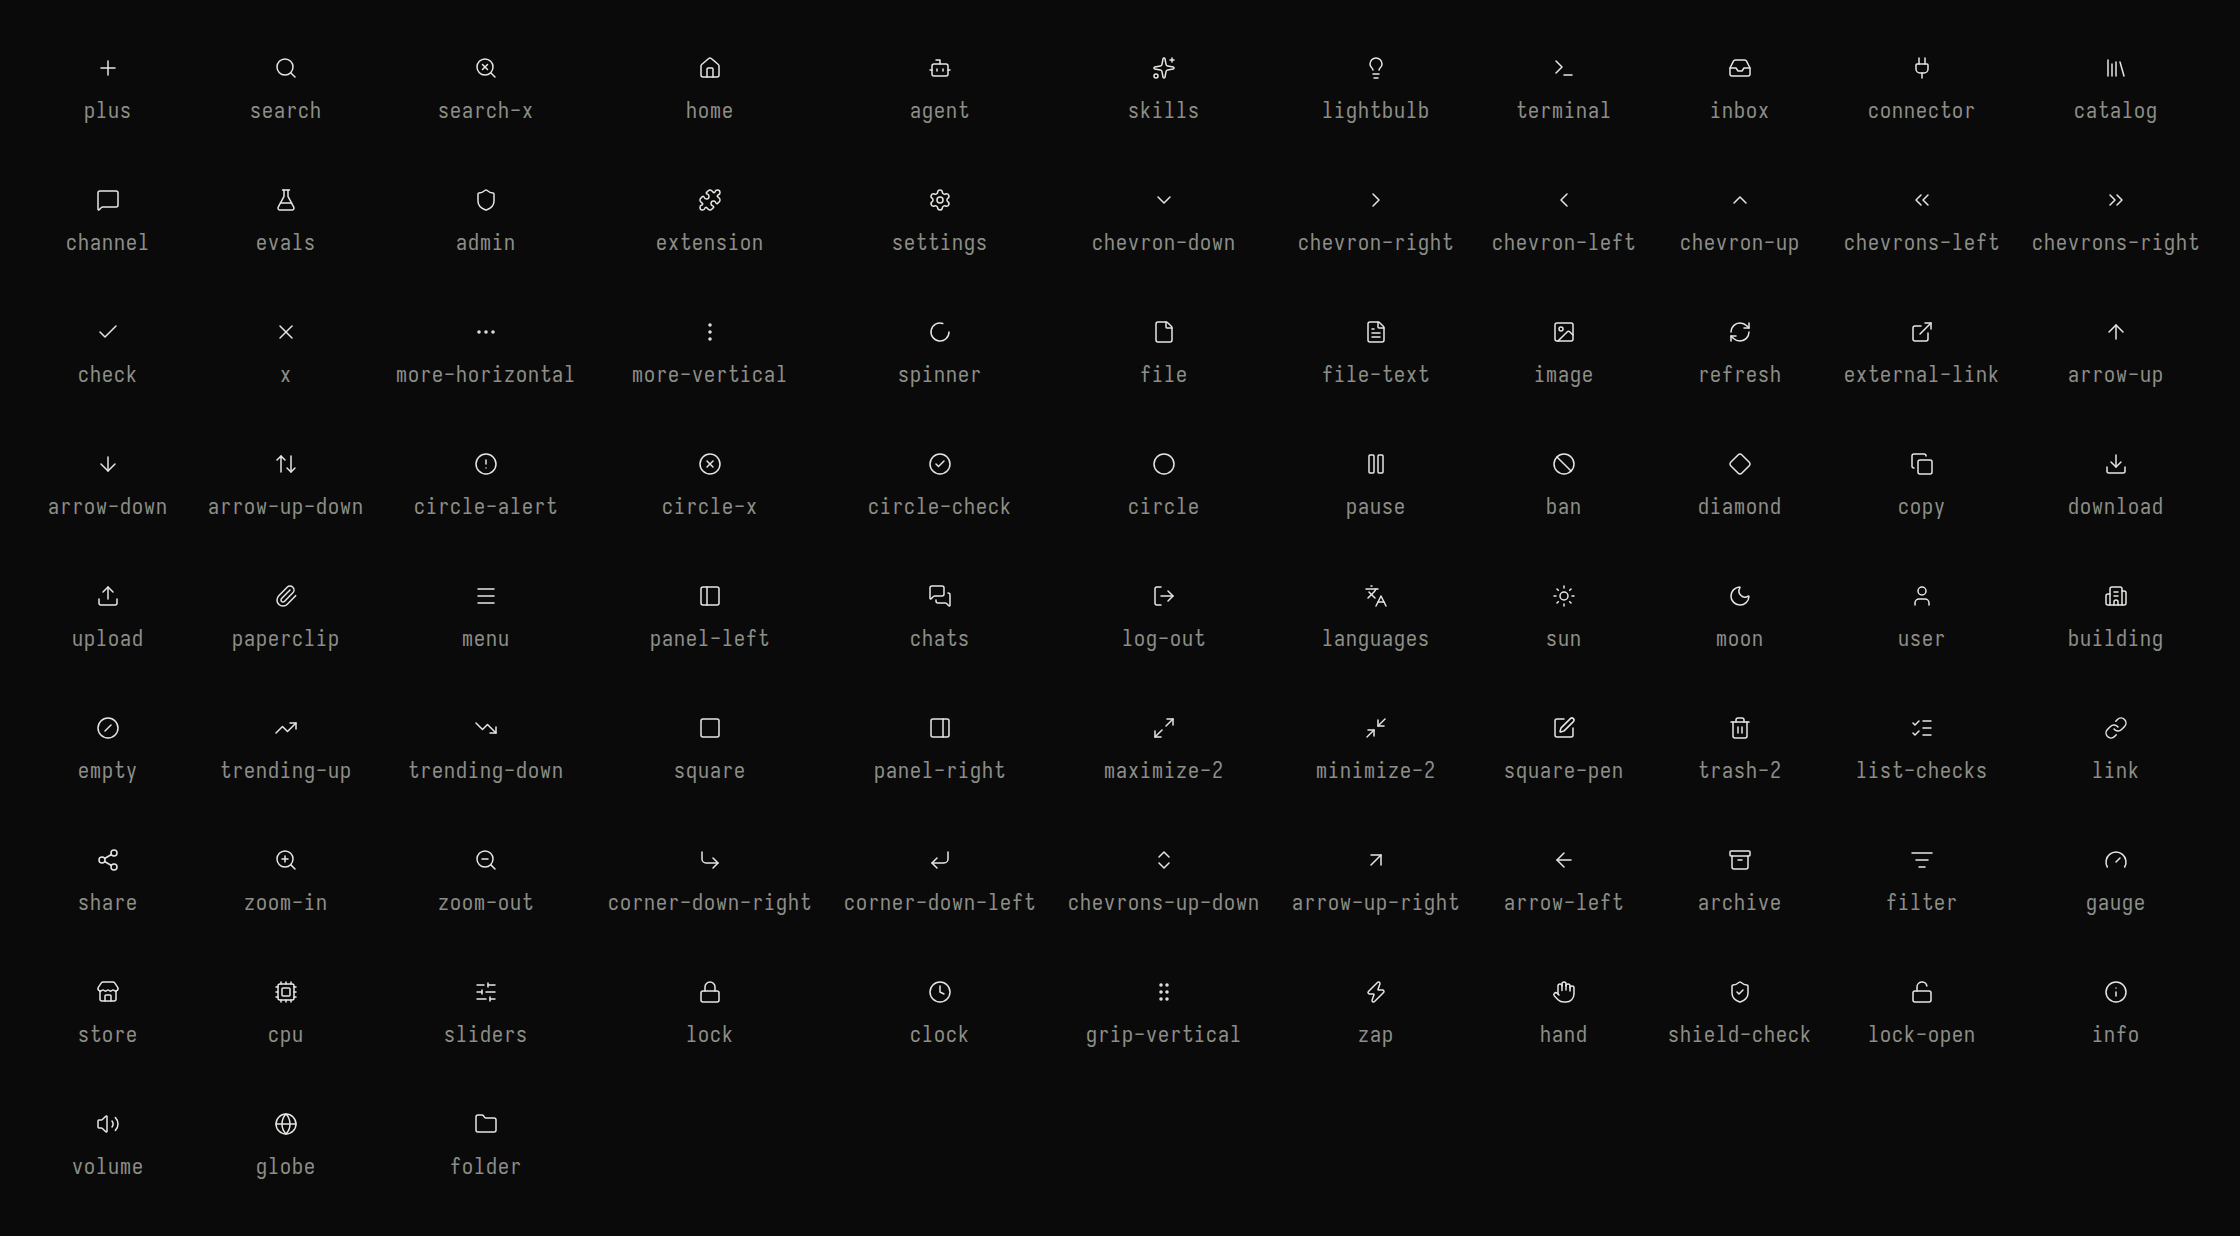 plus search search-x home agent skills lightbulb terminal inbox connector catalog
channel evals admin extension settings chevron-down chevron-right chevron-left chevron-up chevrons-left chevrons-right
check x more-horizontal more-vertical spinner file file-text image refresh external-link arrow-up
arrow-down arrow-up-down circle-alert circle-x circle-check circle pause ban diamond copy download
upload paperclip menu panel-left chats log-out languages sun moon user building
empty trending-up trending-down square panel-right maximize-2 minimize-2 square-pen trash-2 list-checks link
share zoom-in zoom-out corner-down-right corner-down-left chevrons-up-down arrow-up-right arrow-left archive filter gauge
store cpu sliders lock clock grip-vertical zap hand shield-check lock-open info
volume globe folder